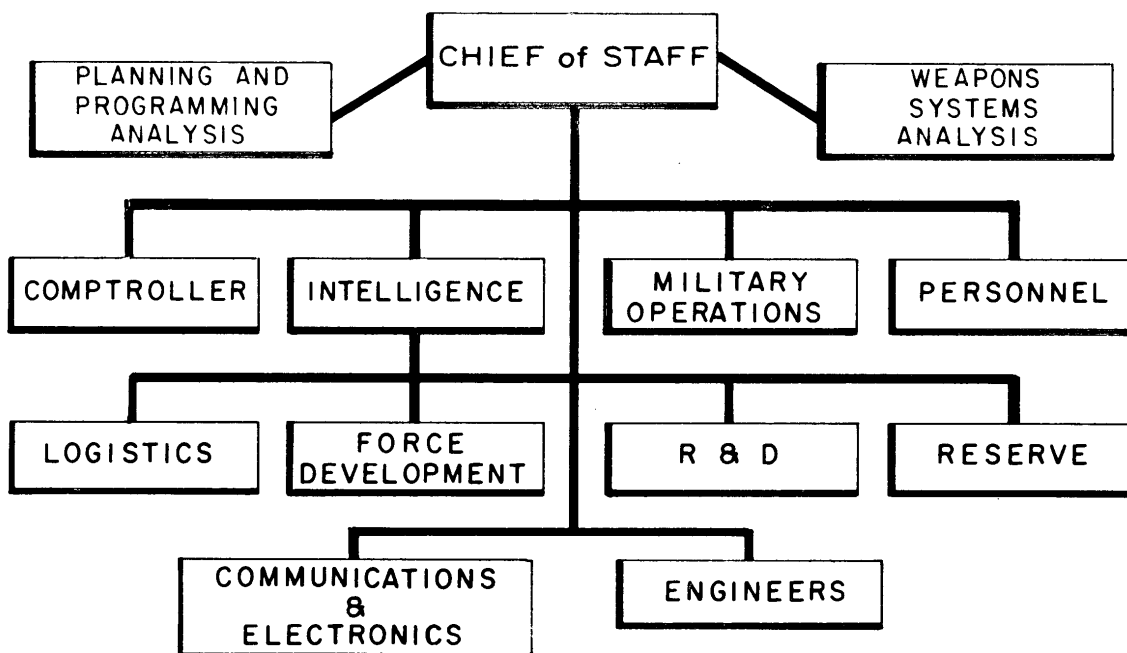 CHIEF of STAFF
PLANNING AND
PROGRAMMING
ANALYSIS
WEAPONS
SYSTEMS
ANALYSIS
COMPTROLLER
INTELLIGENCE
MILITARY
OPERATIONS
PERSONNEL
LOGISTICS
FORCE
DEVELOPMENT
R & D
RESERVE
COMMUNICATIONS
&
ELECTRONICS
ENGINEERS